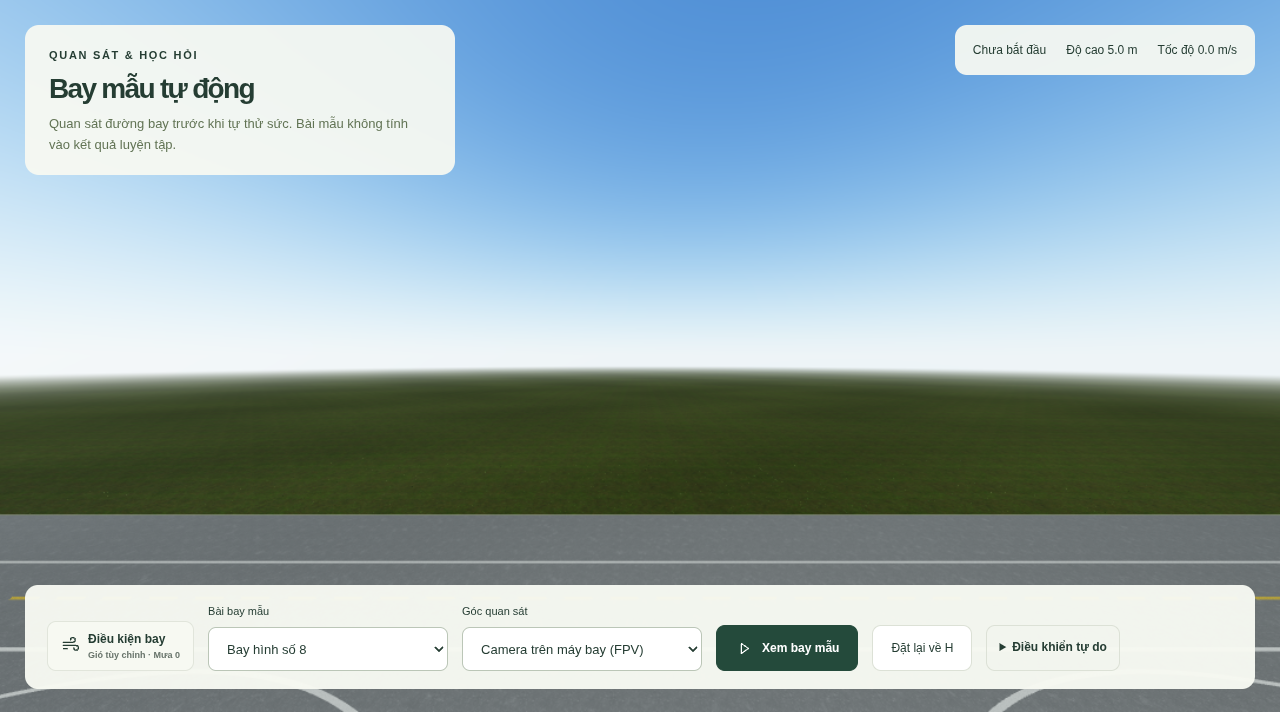 QUAN SÁT & HỌC HỎI
Bay mẫu tự động
Quan sát đường bay trước khi tự thử sức. Bài mẫu không tính
vào kết quả luyện tập.
Chưa bắt đầu Độ cao 5.0 m Tốc độ 0.0 m/s
Điều kiện bay
Gió tùy chỉnh · Mưa 0
Bài bay mẫu
Bay hình số 8
Góc quan sát
Camera trên máy bay (FPV)
Xem bay mẫu
Đặt lại về H
Điều khiển tự do